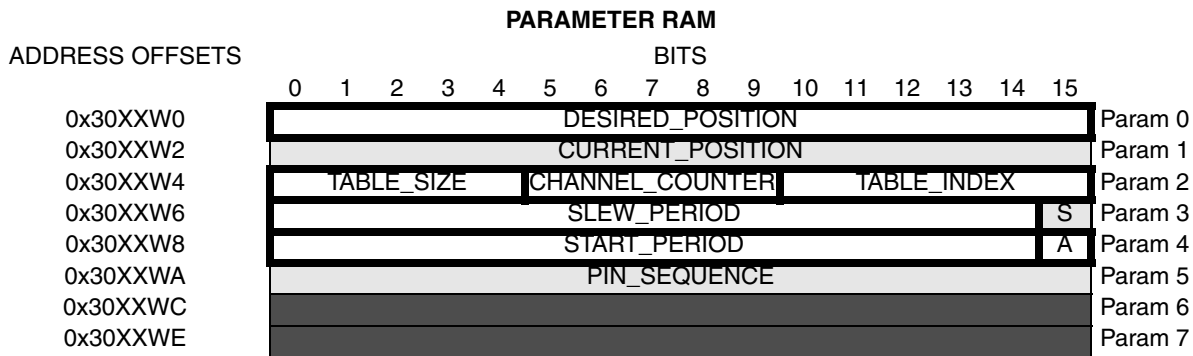 PARAMETER RAM
ADDRESS OFFSETS BITS
0 1 2 3 4 5 6 7 8 9 10 11 12 13 14 15
0x30XXW0 DESIRED_POSITION Param 0
0x30XXW2 CURRENT_POSITION Param 1
0x30XXW4 TABLE_SIZE CHANNEL_COUNTER TABLE_INDEX Param 2
0x30XXW6 SLEW_PERIOD S Param 3
0x30XXW8 START_PERIOD A Param 4
0x30XXWA PIN_SEQUENCE Param 5
0x30XXWC Param 6
0x30XXWE Param 7